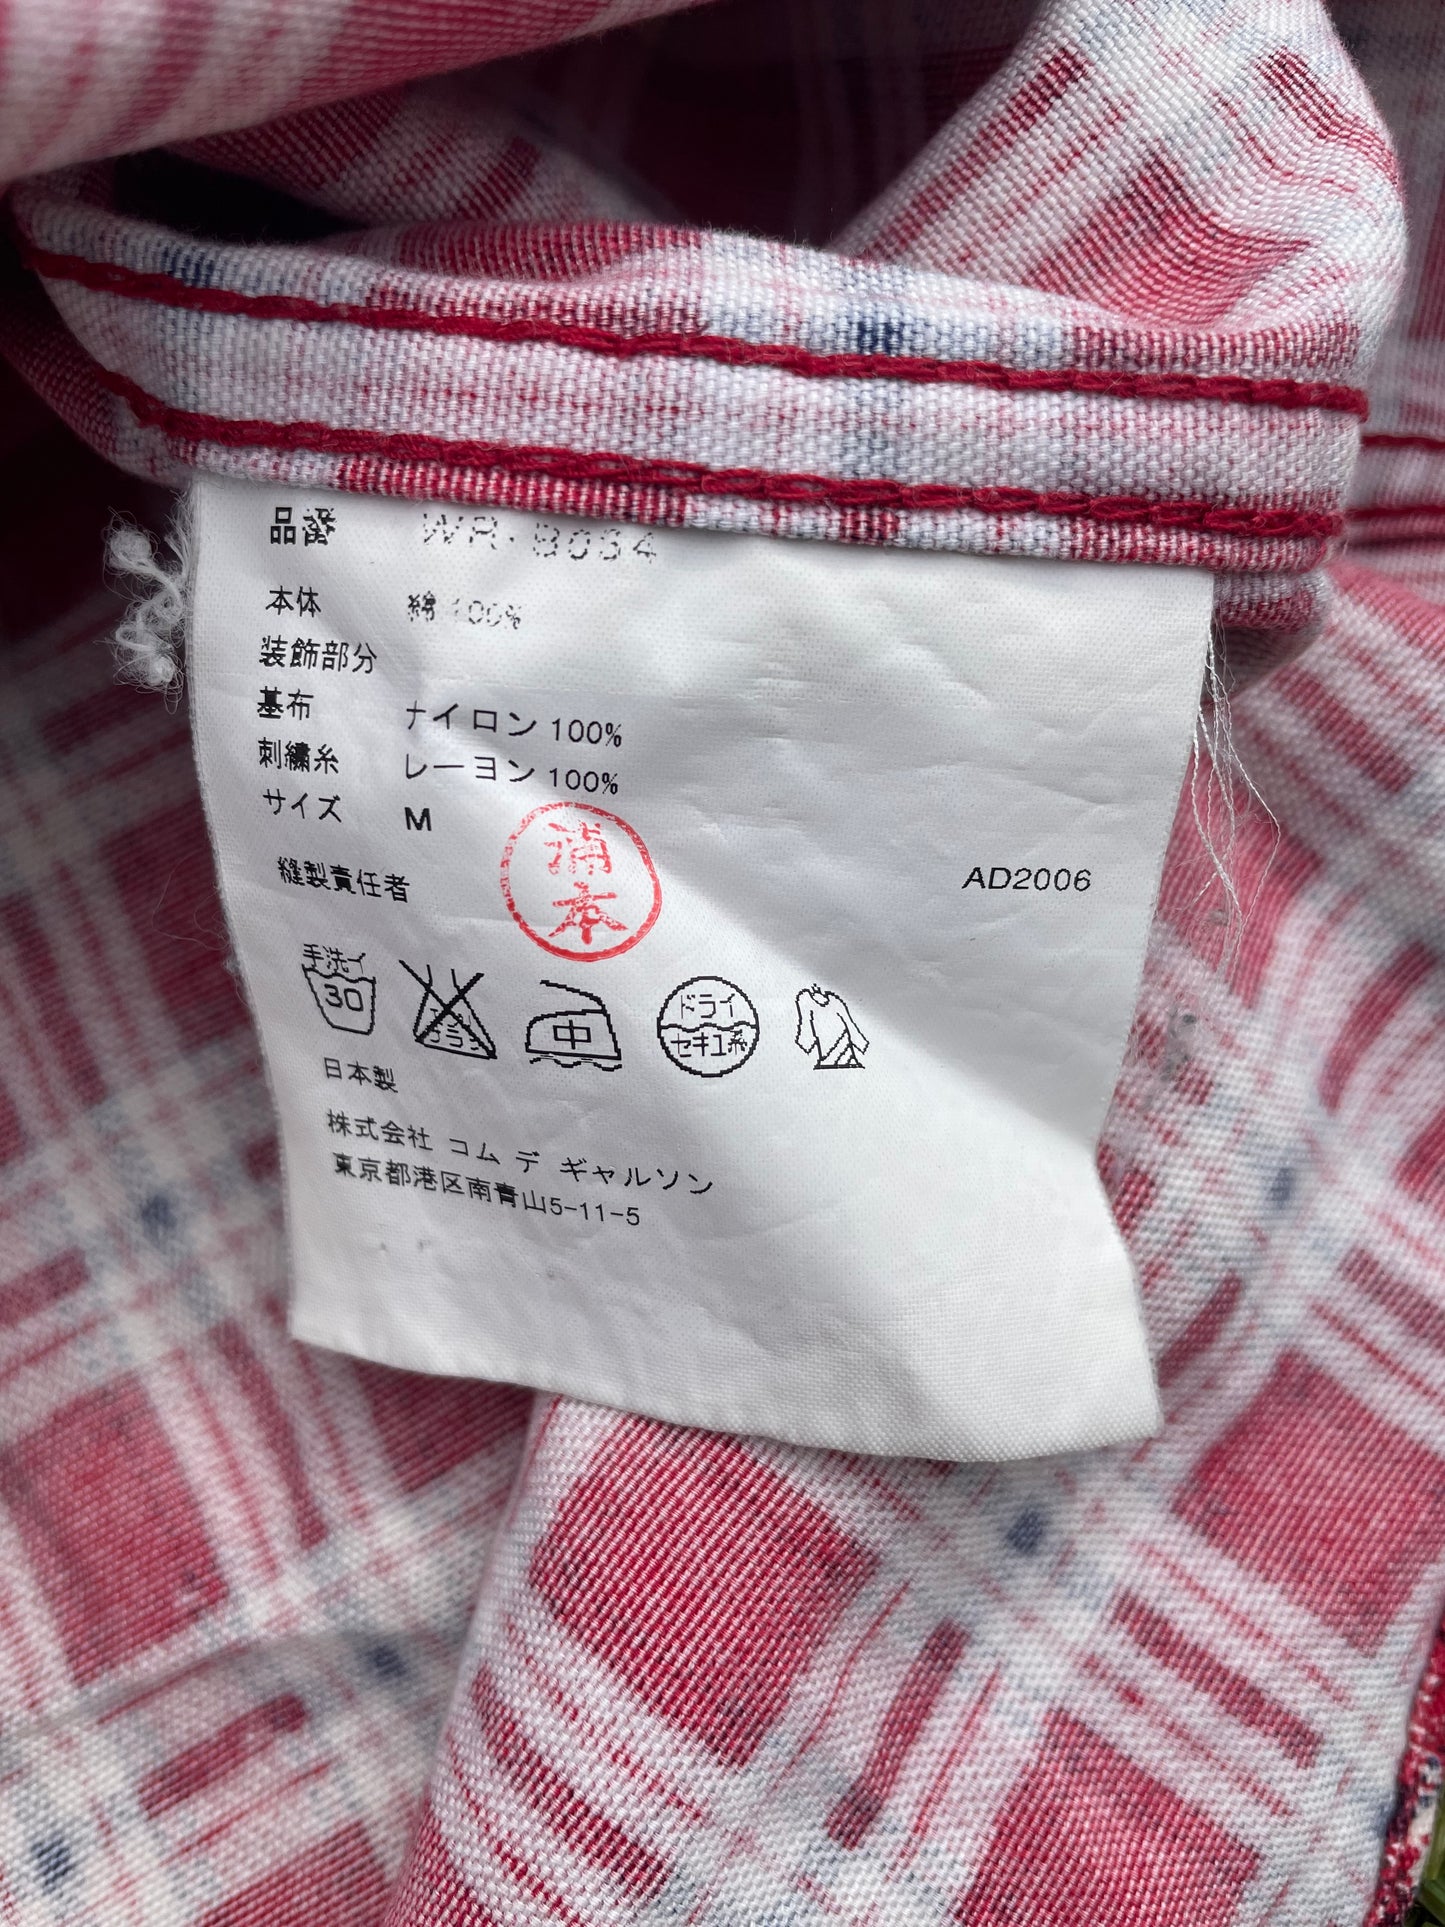 品番 WR-B034
本体 綿 100%
装飾部分
基布 ナイロン 100%
刺繍糸 レーヨン 100%
サイズ M
縫製責任者 浦本
AD2006
手洗イ
30
中
ドライ
セキユ系
日本製
株式会社 コム デ ギャルソン
東京都港区南青山5-11-5